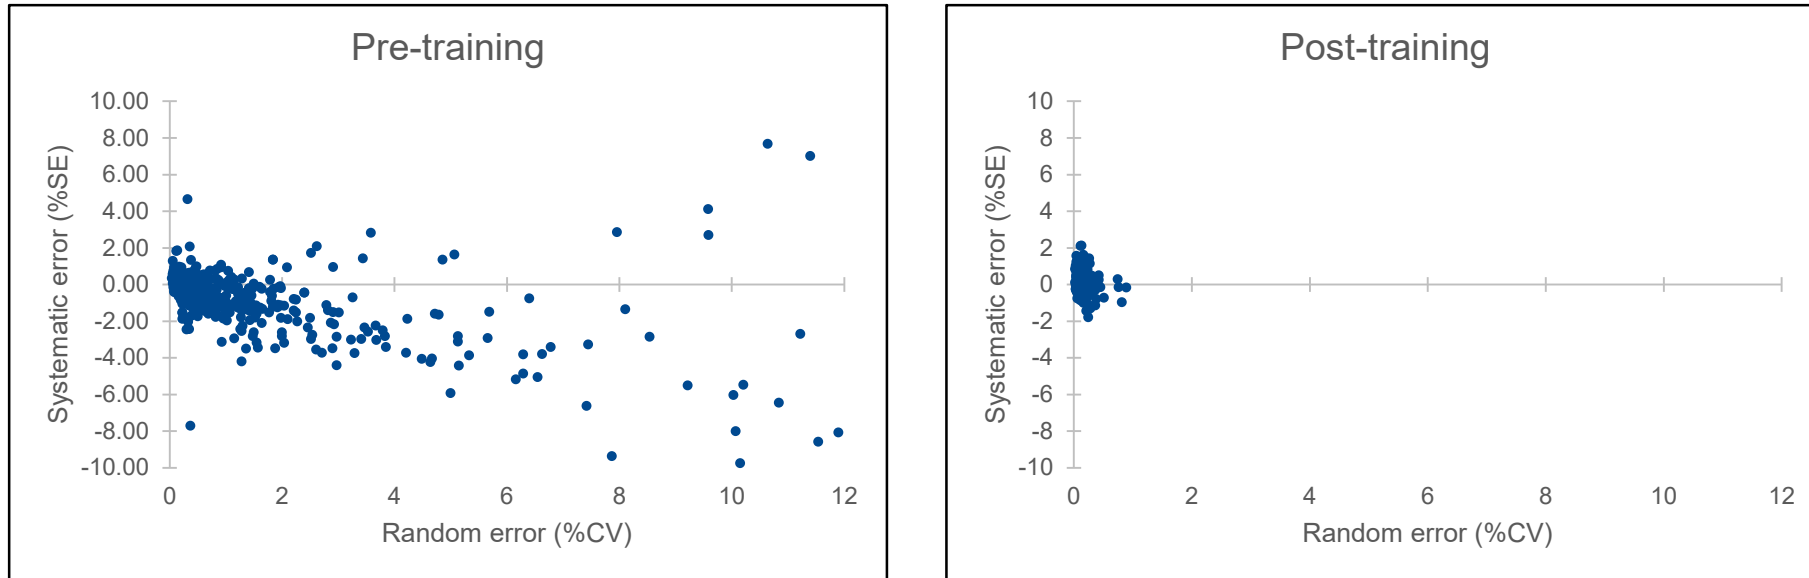 Pre-training
10.00
8.00
6.00
4.00
2.00
0.00
-2.00
-4.00
-6.00
-8.00
-10.00
Systematic error (%SE)
0 2 4 6 8 10 12
Random error (%CV)
Post-training
10
8
6
4
2
0
-2
-4
-6
-8
-10
Systematic error (%SE)
0 2 4 6 8 10 12
Random error (%CV)